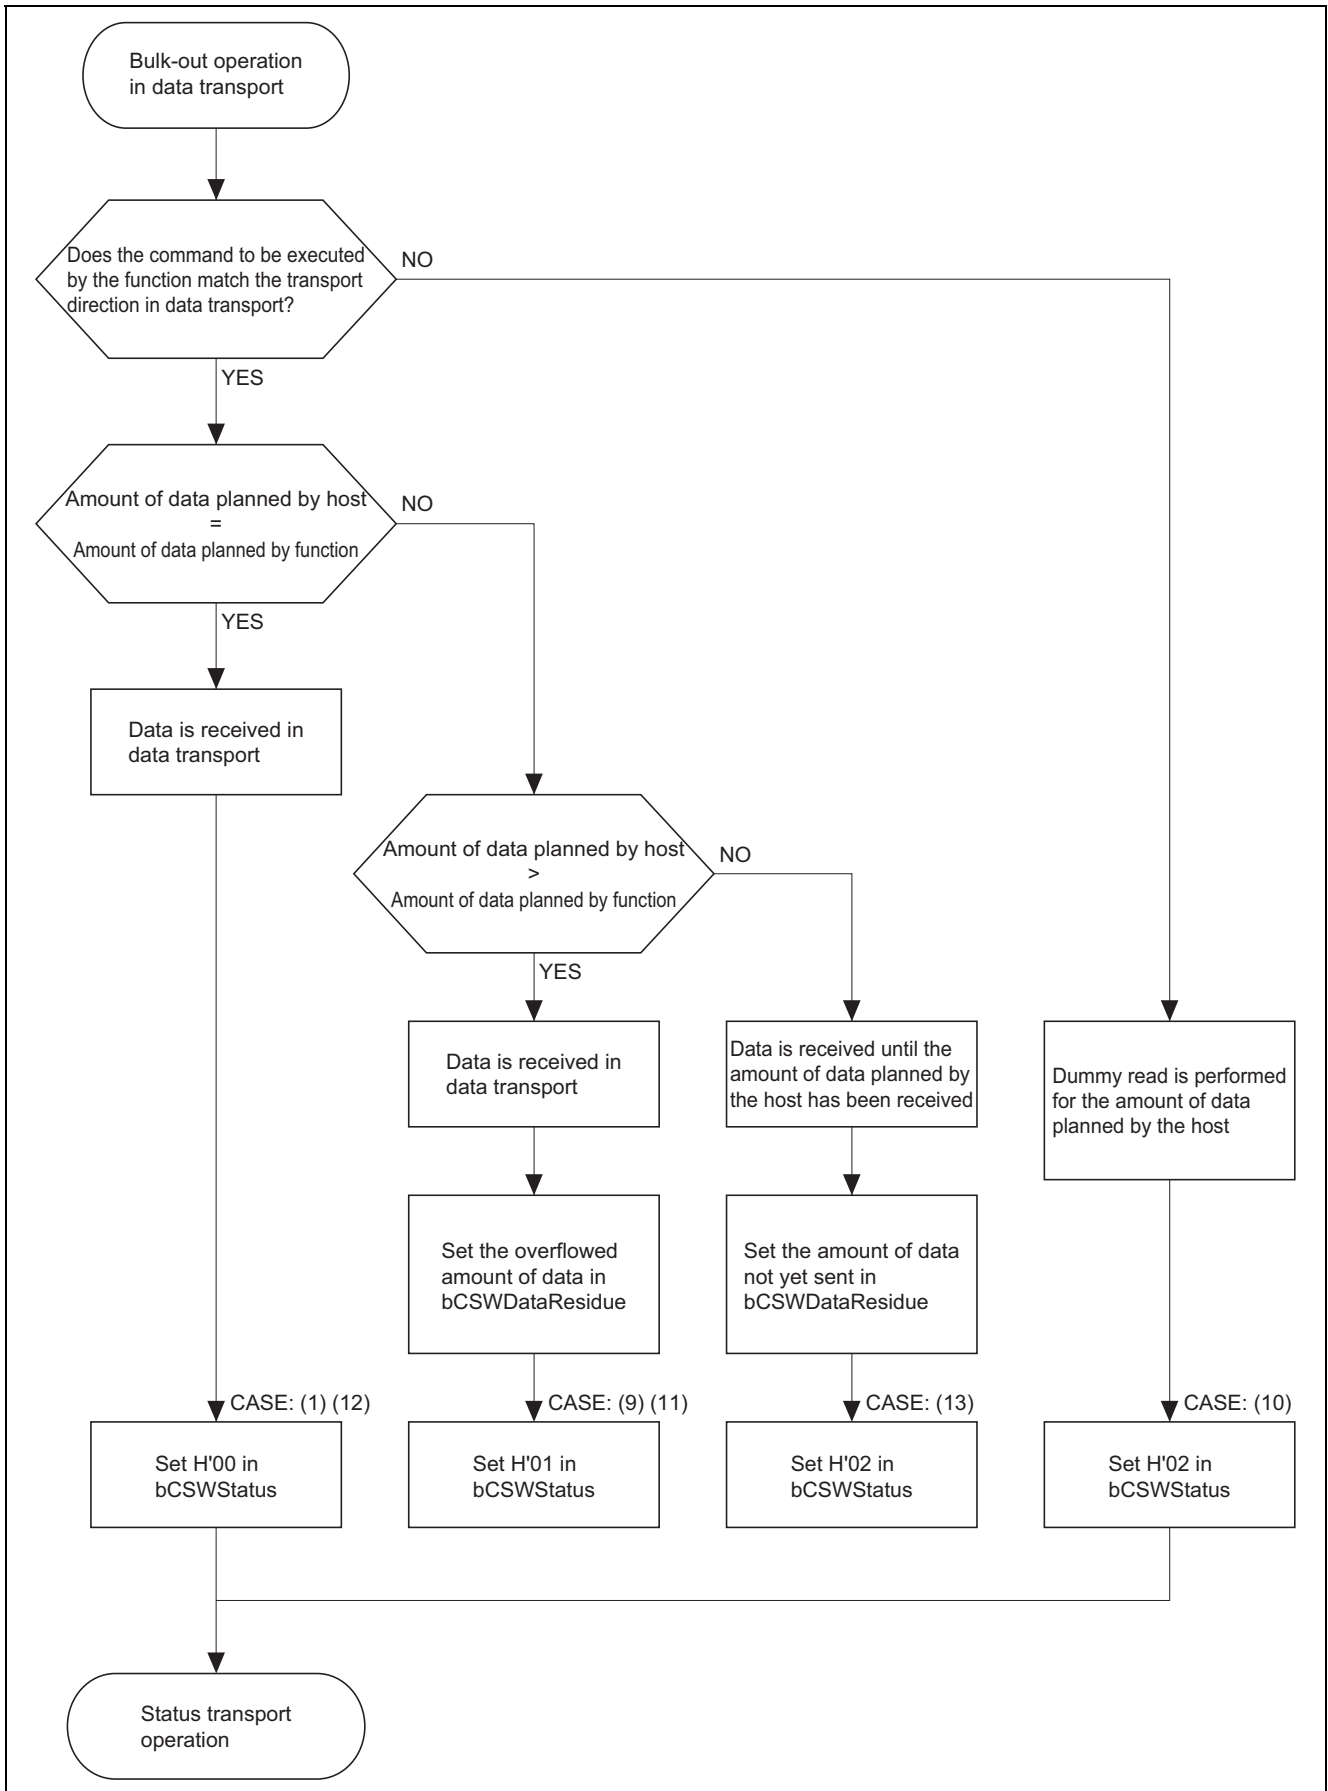 Bulk-out operation
in data transport
Does the command to be executed
by the function match the transport
direction in data transport?
NO
YES
Amount of data planned by host
=
Amount of data planned by function
NO
YES
Data is received in
data transport
Amount of data planned by host
>
Amount of data planned by function
NO
YES
Data is received in
data transport
Data is received until the
amount of data planned by
the host has been received
Dummy read is performed
for the amount of data
planned by the host
Set the overflowed
amount of data in
bCSWDataResidue
Set the amount of data
not yet sent in
bCSWDataResidue
CASE: (1) (12)
CASE: (9) (11)
CASE: (13)
CASE: (10)
Set H'00 in
bCSWStatus
Set H'01 in
bCSWStatus
Set H'02 in
bCSWStatus
Set H'02 in
bCSWStatus
Status transport
operation